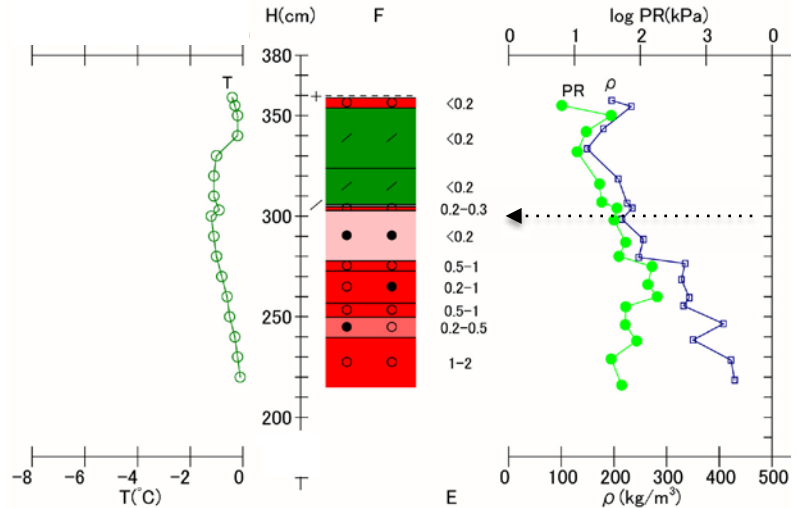 H(cm) F log PR(kPa)
0 1 2 3 0
380
T PR ρ
<0.2
350
<0.2
<0.2
300 0.2-0.3
<0.2
0.5-1
0.2-1
250 0.5-1
0.2-0.5
1-2
200
-8 -6 -4 -2 0 0 100 200 300 400 500
T(°C) E ρ(kg/m³)